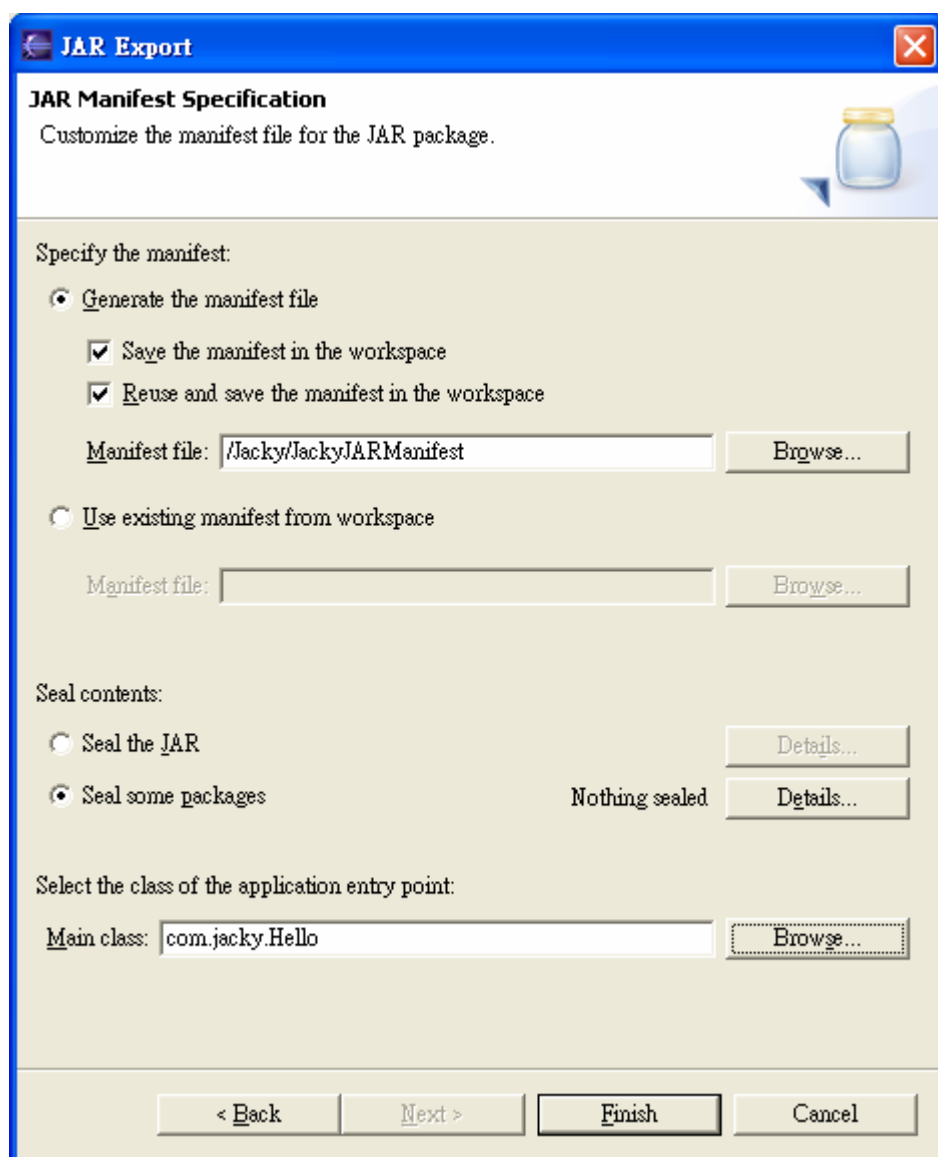 JAR Export
JAR Manifest Specification
Customize the manifest file for the JAR package.
Specify the manifest:
Generate the manifest file
Save the manifest in the workspace
Reuse and save the manifest in the workspace
Manifest file: /Jacky/JackyJARManifest Browse...
Use existing manifest from workspace
Manifest file: Browse...
Seal contents:
Seal the JAR Details...
Seal some packages Nothing sealed Details...
Select the class of the application entry point:
Main class: com.jacky.Hello Browse...
< Back Next > Finish Cancel